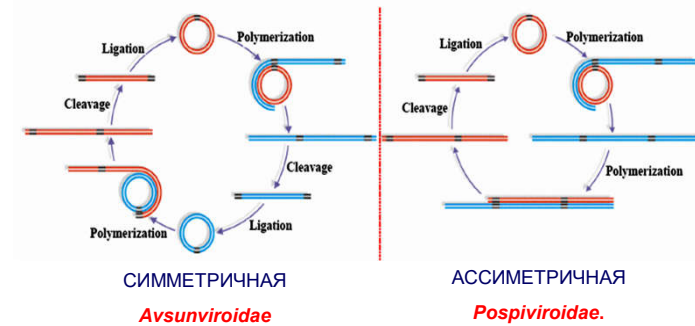 Ligation
Polymerization
Cleavage
Cleavage
Polymerization
Ligation
СИММЕТРИЧНАЯ
Avsunviroidae
Ligation
Polymerization
Cleavage
Polymerization
АССИМЕТРИЧНАЯ
Pospiviroidae.